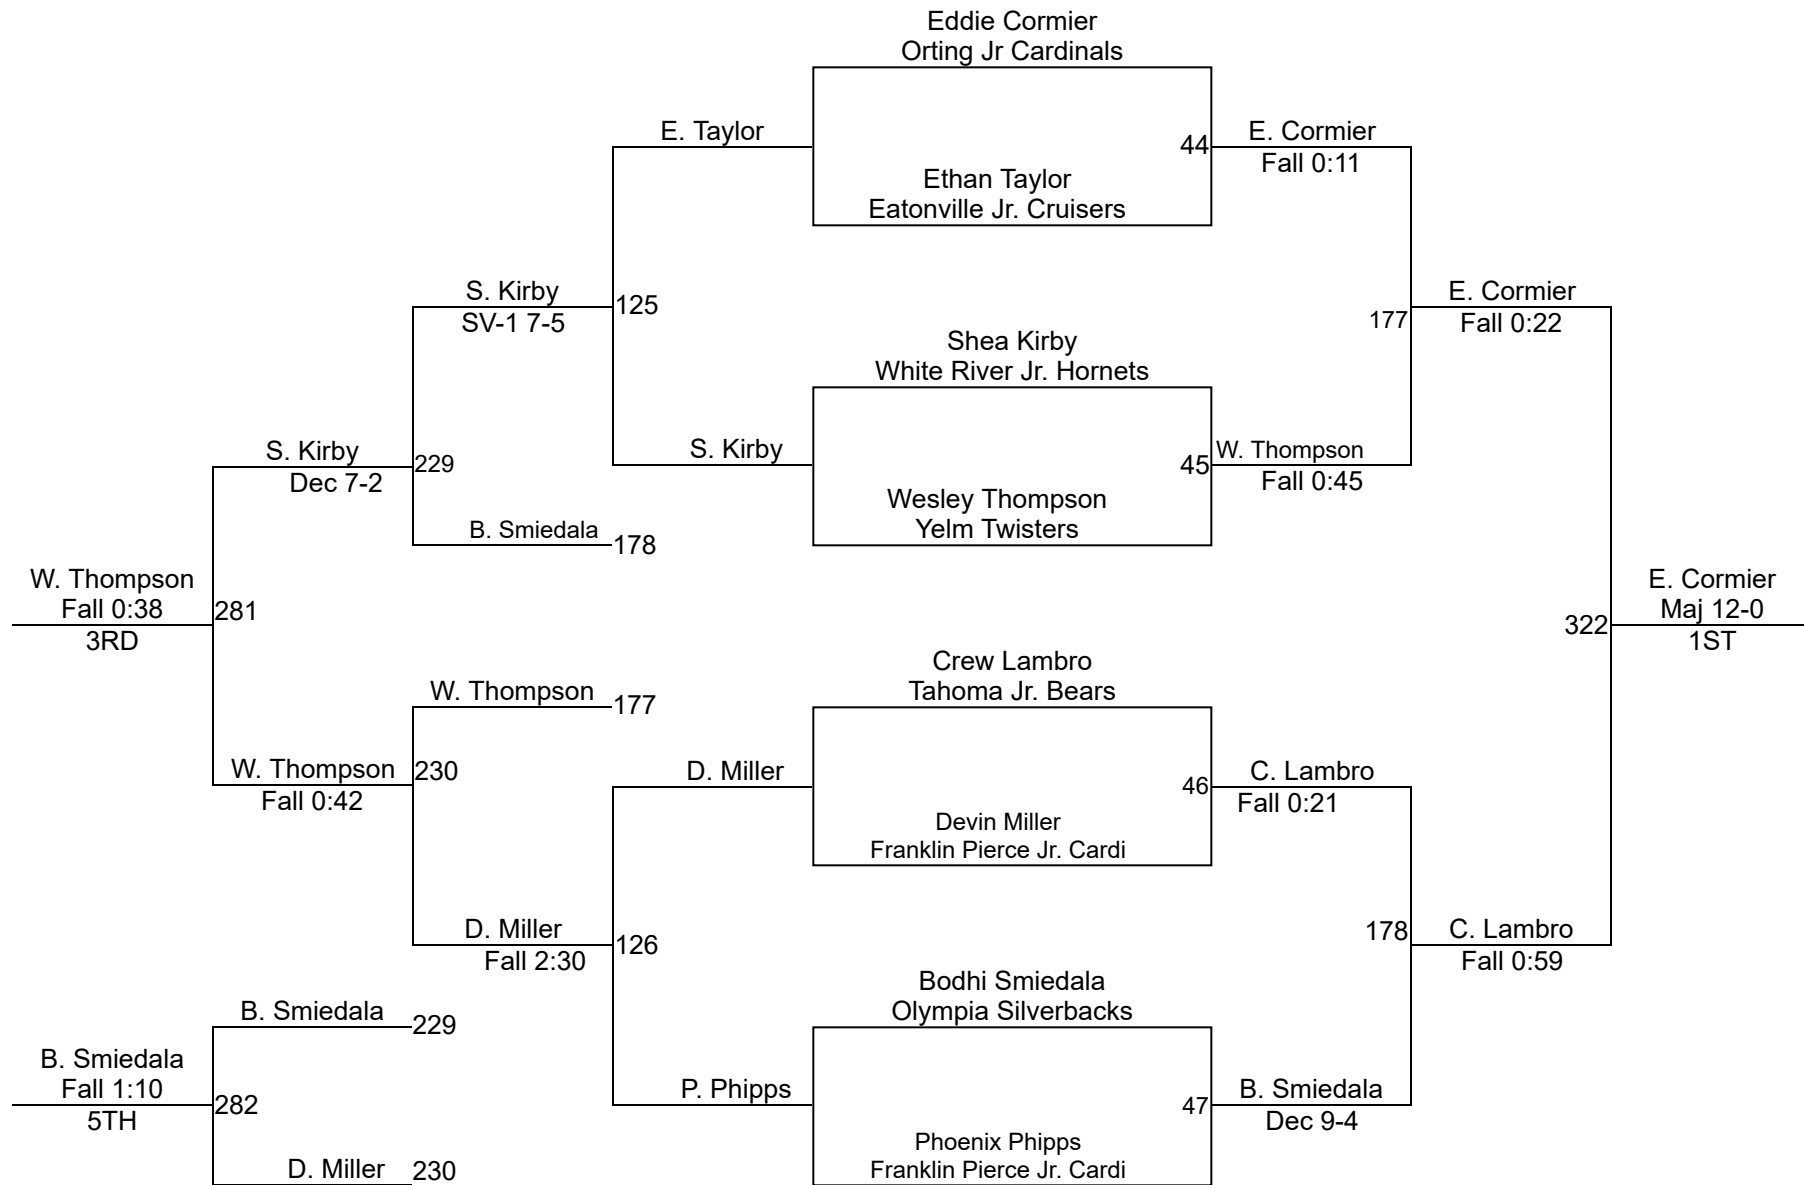 Eddie Cormier
Orting Jr Cardinals
E. Taylor
44
E. Cormier
Fall 0:11
Ethan Taylor
Eatonville Jr. Cruisers
S. Kirby
SV-1 7-5
125
177
E. Cormier
Fall 0:22
Shea Kirby
White River Jr. Hornets
S. Kirby
Dec 7-2
229
S. Kirby
45
W. Thompson
Fall 0:45
Wesley Thompson
Yelm Twisters
B. Smiedala
178
W. Thompson
Fall 0:38
3RD
281
322
E. Cormier
Maj 12-0
1ST
Crew Lambro
Tahoma Jr. Bears
W. Thompson
177
W. Thompson
Fall 0:42
230
D. Miller
46
C. Lambro
Fall 0:21
Devin Miller
Franklin Pierce Jr. Cardi
D. Miller
Fall 2:30
126
178
C. Lambro
Fall 0:59
Bodhi Smiedala
Olympia Silverbacks
B. Smiedala
229
B. Smiedala
Fall 1:10
5TH
282
P. Phipps
47
B. Smiedala
Dec 9-4
Phoenix Phipps
Franklin Pierce Jr. Cardi
D. Miller
230